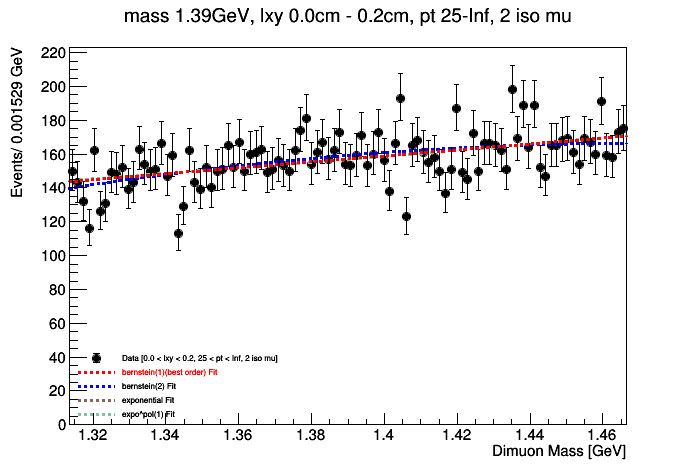 mass 1.39GeV, lxy 0.0cm - 0.2cm, pt 25-Inf, 2 iso mu
Events/ 0.001529 GeV
220
200
180
160
140
120
100
80
60
40
20
0
Data [0.0 < lxy < 0.2, 25 < pt < Inf, 2 iso mu]
bernstein(1)(best order) Fit
bernstein(2) Fit
exponential Fit
expo*pol(1) Fit
1.32 1.34 1.36 1.38 1.4 1.42 1.44 1.46
Dimuon Mass [GeV]